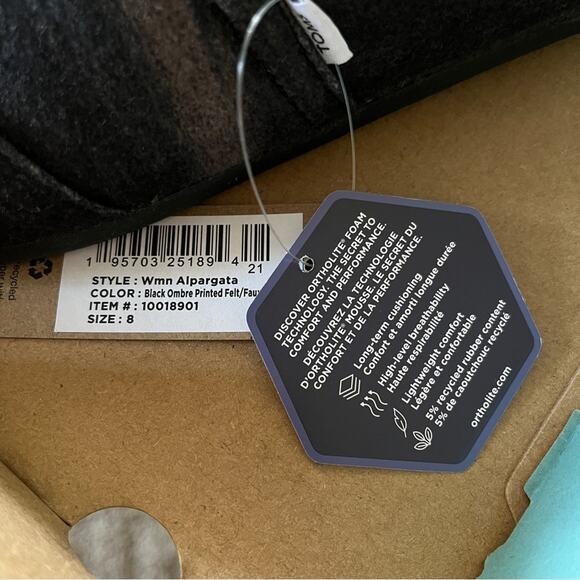 TOMS
1 95703 25189 4 21
STYLE : Wmn Alpargata
COLOR : Black Ombre Printed Felt/Faux
ITEM # : 10018901
SIZE : 8
DISCOVER ORTHOLITE® FOAM
TECHNOLOGY, THE SECRET TO
COMFORT AND PERFORMANCE.
DÉCOUVREZ LA TECHNOLOGIE
D'ORTHOLITE® MOUSE, LE SECRET DU
CONFORT ET DE LA PERFORMANCE.
Long-term cushioning
Confort et amorti longue durée
High-level breathability
Haute respirabilité
Lightweight comfort
Légère et confortable
5% recycled rubber content
5% de caoutchouc recyclé
ortholite.com